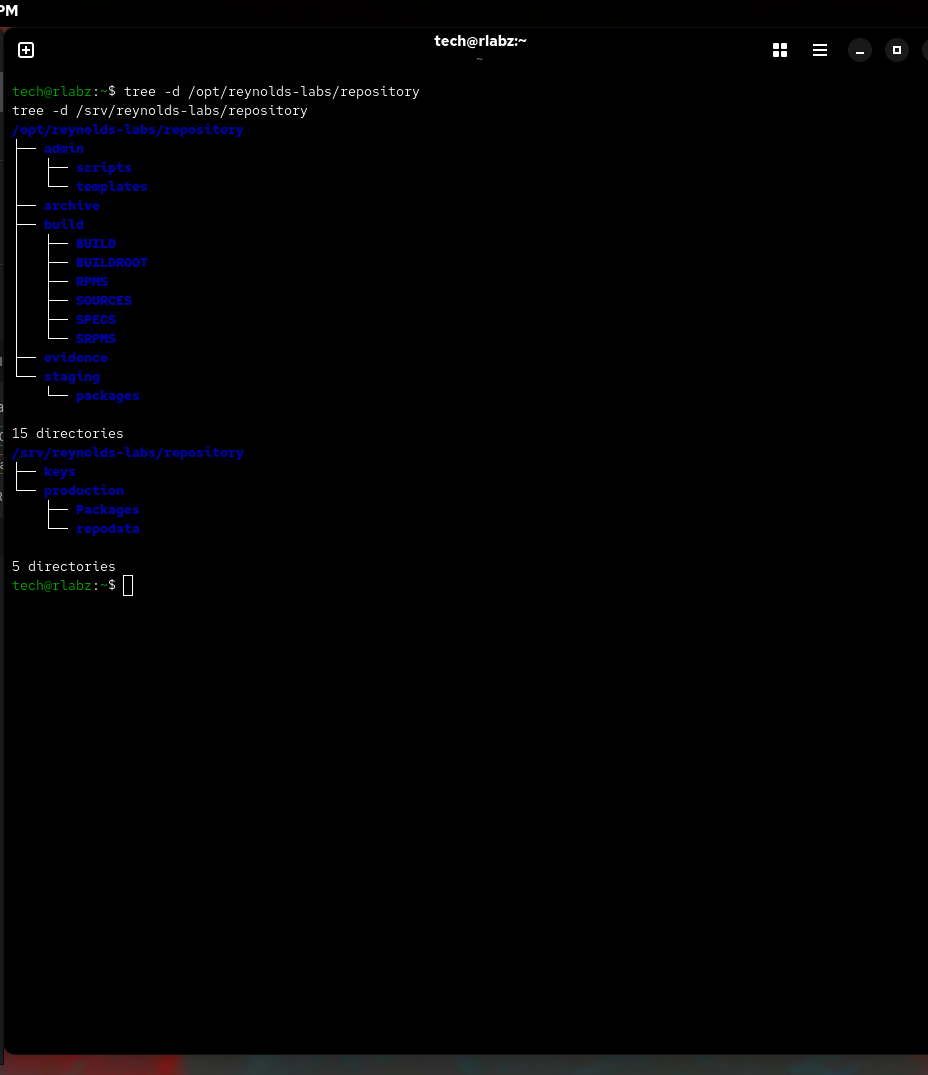 PM
tech@rlabz:~
~
tech@rlabz:~$ tree -d /opt/reynolds-labs/repository
tree -d /srv/reynolds-labs/repository
/opt/reynolds-labs/repository
├── admin
│   ├── scripts
│   └── templates
├── archive
├── build
│   ├── BUILD
│   ├── BUILDROOT
│   ├── RPMS
│   ├── SOURCES
│   ├── SPECS
│   └── SRPMS
├── evidence
└── staging
    └── packages

15 directories
/srv/reynolds-labs/repository
├── keys
└── production
    ├── Packages
    └── repodata

5 directories
tech@rlabz:~$